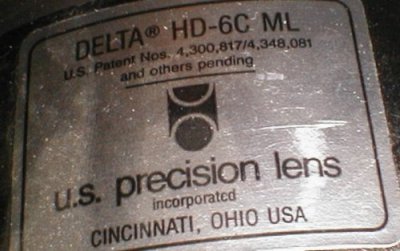 DELTA® HD-6C ML
U.S. Patent Nos. 4,300,817/4,348,081
and others pending
u.s. precision lens
incorporated
CINCINNATI, OHIO USA